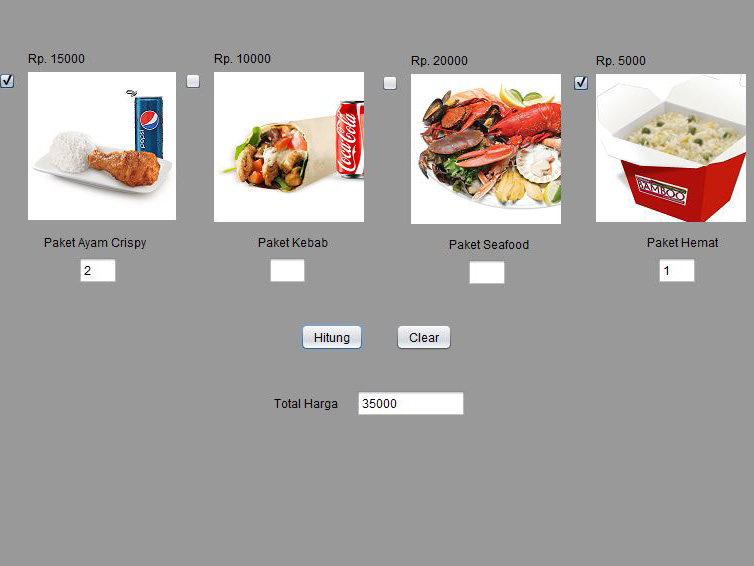 Rp. 15000
Rp. 10000
Rp. 20000
Rp. 5000
pepsi
Coca-Cola
BAMBOO
Paket Ayam Crispy
Paket Kebab
Paket Seafood
Paket Hemat
2
1
Hitung
Clear
Total Harga
35000